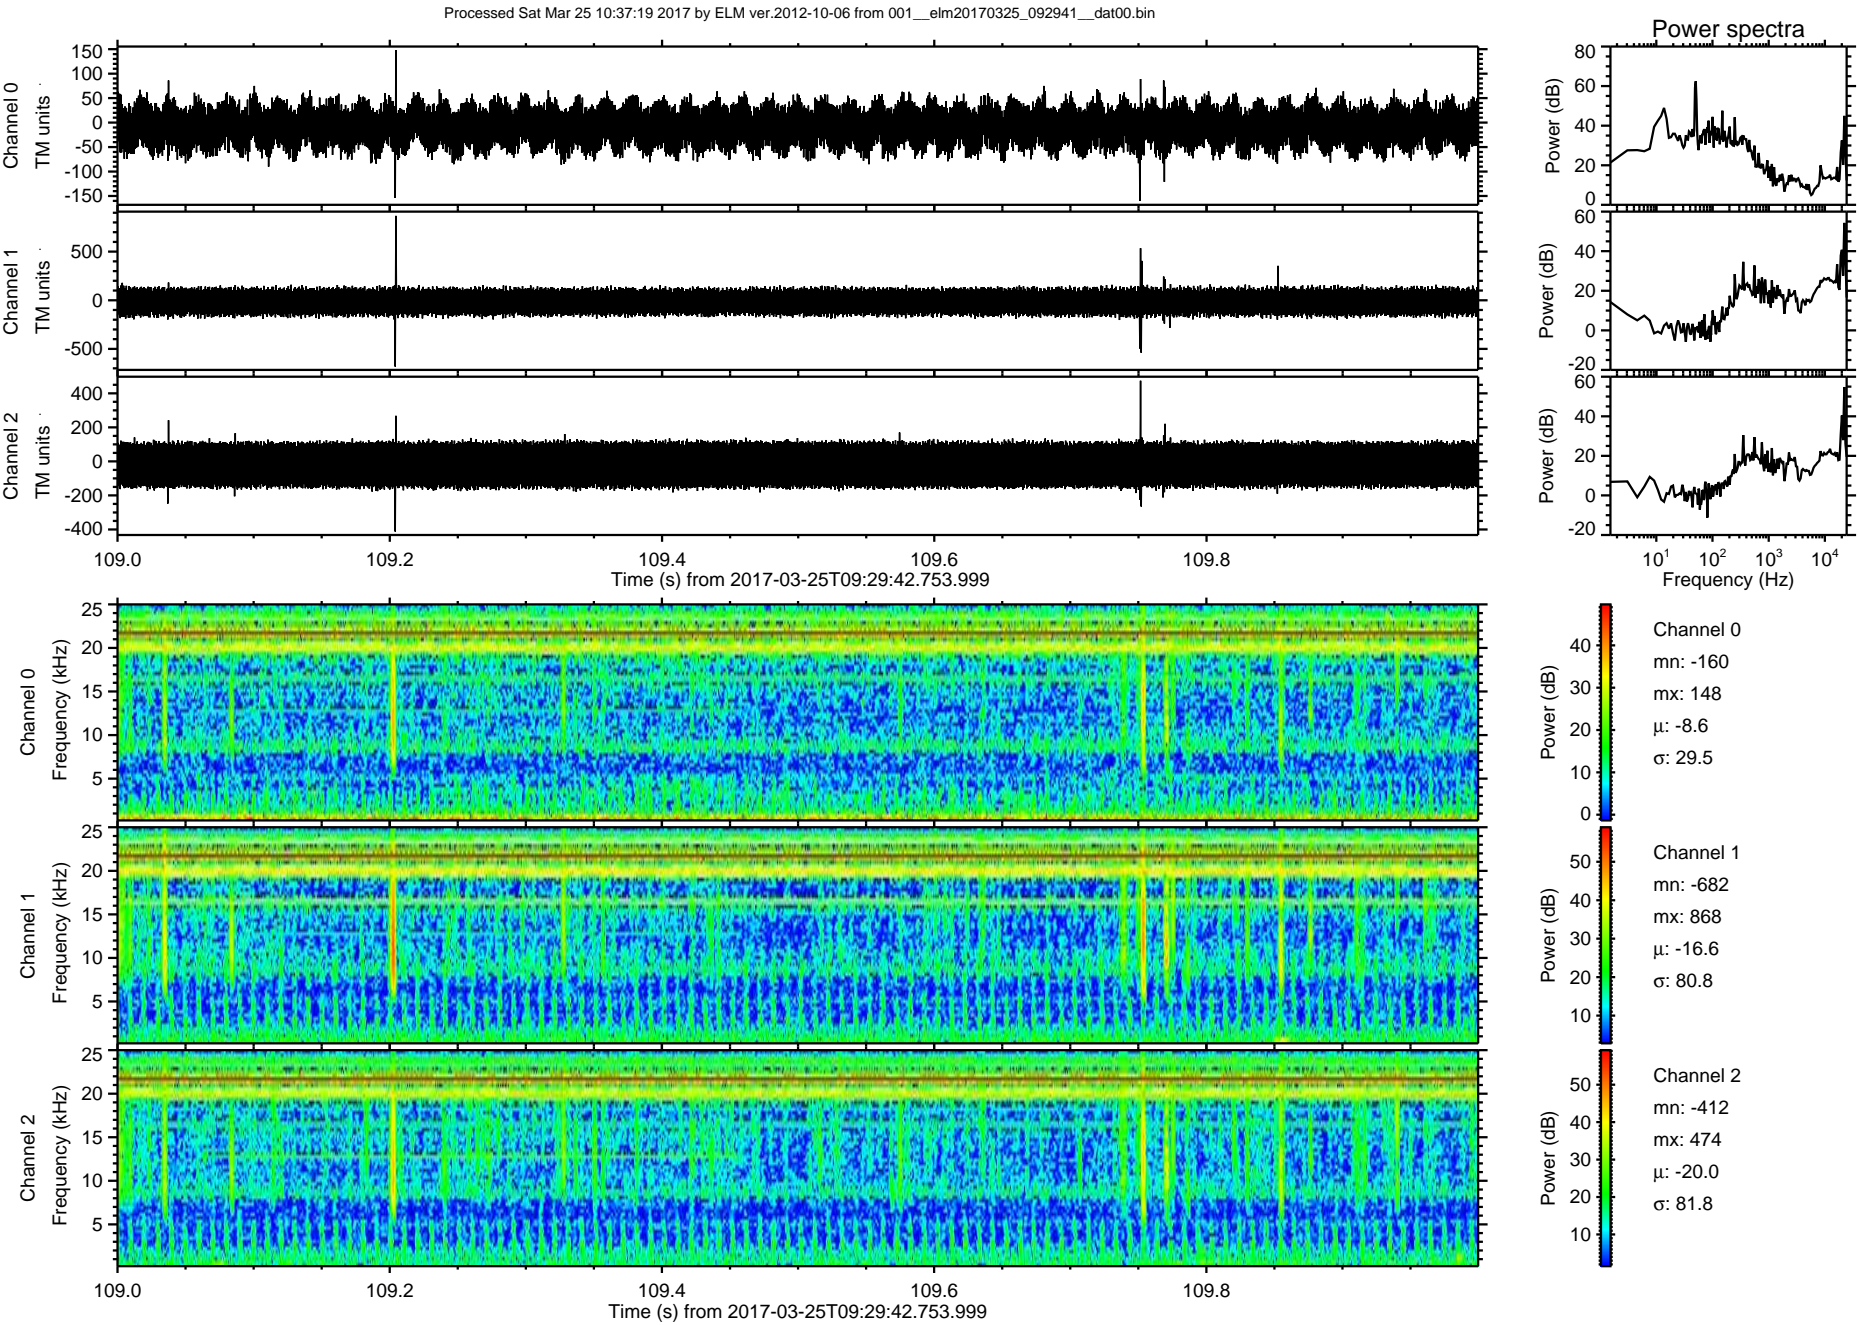 Processed Sat Mar 25 10:37:19 2017 by ELM ver.2012-10-06 from 001__elm20170325_092941__dat00.bin
Power spectra
Channel 0
TM units
150
100
50
0
-50
-100
-150
Power (dB)
80
60
40
20
0
Channel 1
TM units
500
0
-500
Power (dB)
60
40
20
0
-20
Channel 2
TM units
400
200
0
-200
-400
Power (dB)
60
40
20
0
-20
109.0 109.2 109.4 109.6 109.8
Time (s) from 2017-03-25T09:29:42.753.999
10^1 10^2 10^3 10^4
Frequency (Hz)
Channel 0
Frequency (kHz)
25
20
15
10
5
Power (dB)
40
30
20
10
0
Channel 0
mn: -160
mx: 148
μ: -8.6
σ: 29.5
Channel 1
Frequency (kHz)
25
20
15
10
5
Power (dB)
50
40
30
20
10
Channel 1
mn: -682
mx: 868
μ: -16.6
σ: 80.8
Channel 2
Frequency (kHz)
25
20
15
10
5
Power (dB)
50
40
30
20
10
Channel 2
mn: -412
mx: 474
μ: -20.0
σ: 81.8
109.0 109.2 109.4 109.6 109.8
Time (s) from 2017-03-25T09:29:42.753.999